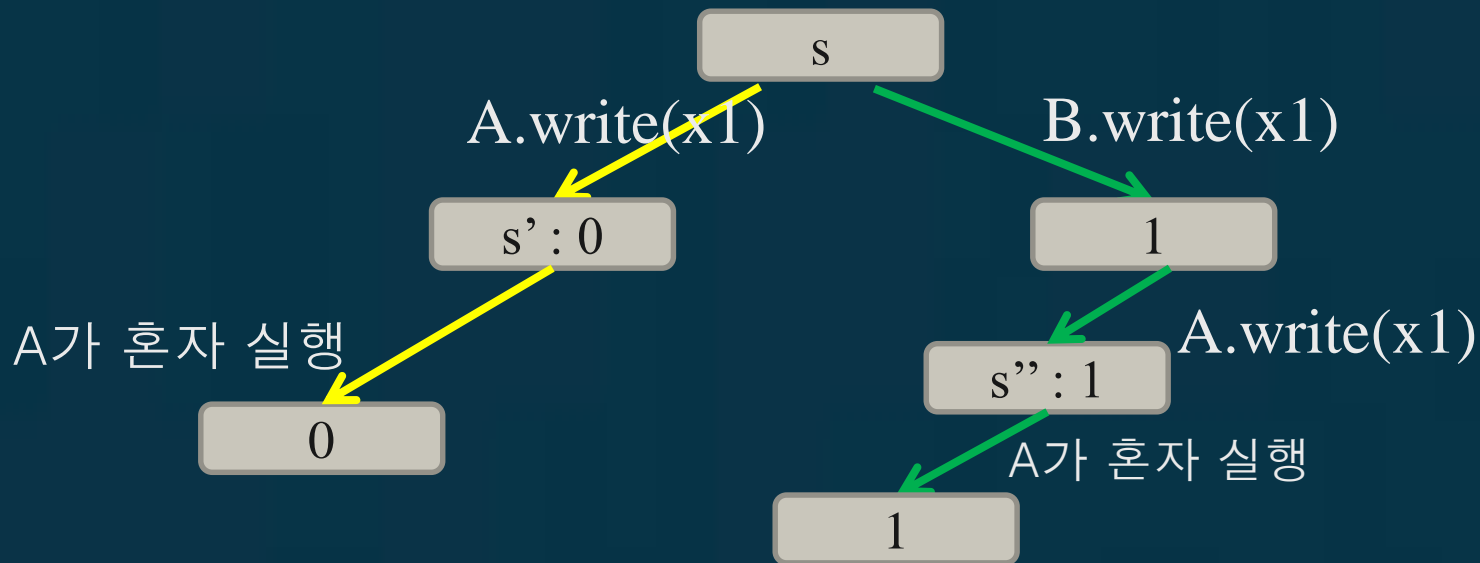 s
A.write(x1)
B.write(x1)
s’ : 0
1
A가 혼자 실행
A.write(x1)
s’’ : 1
0
A가 혼자 실행
1